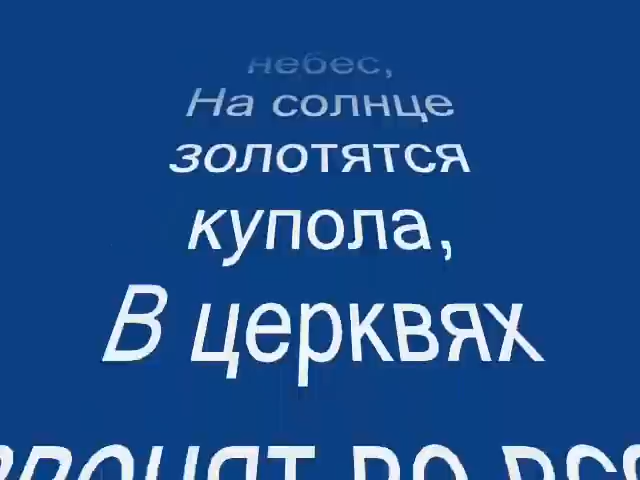 небес,
На солнце
золотятся
купола,
В церквях